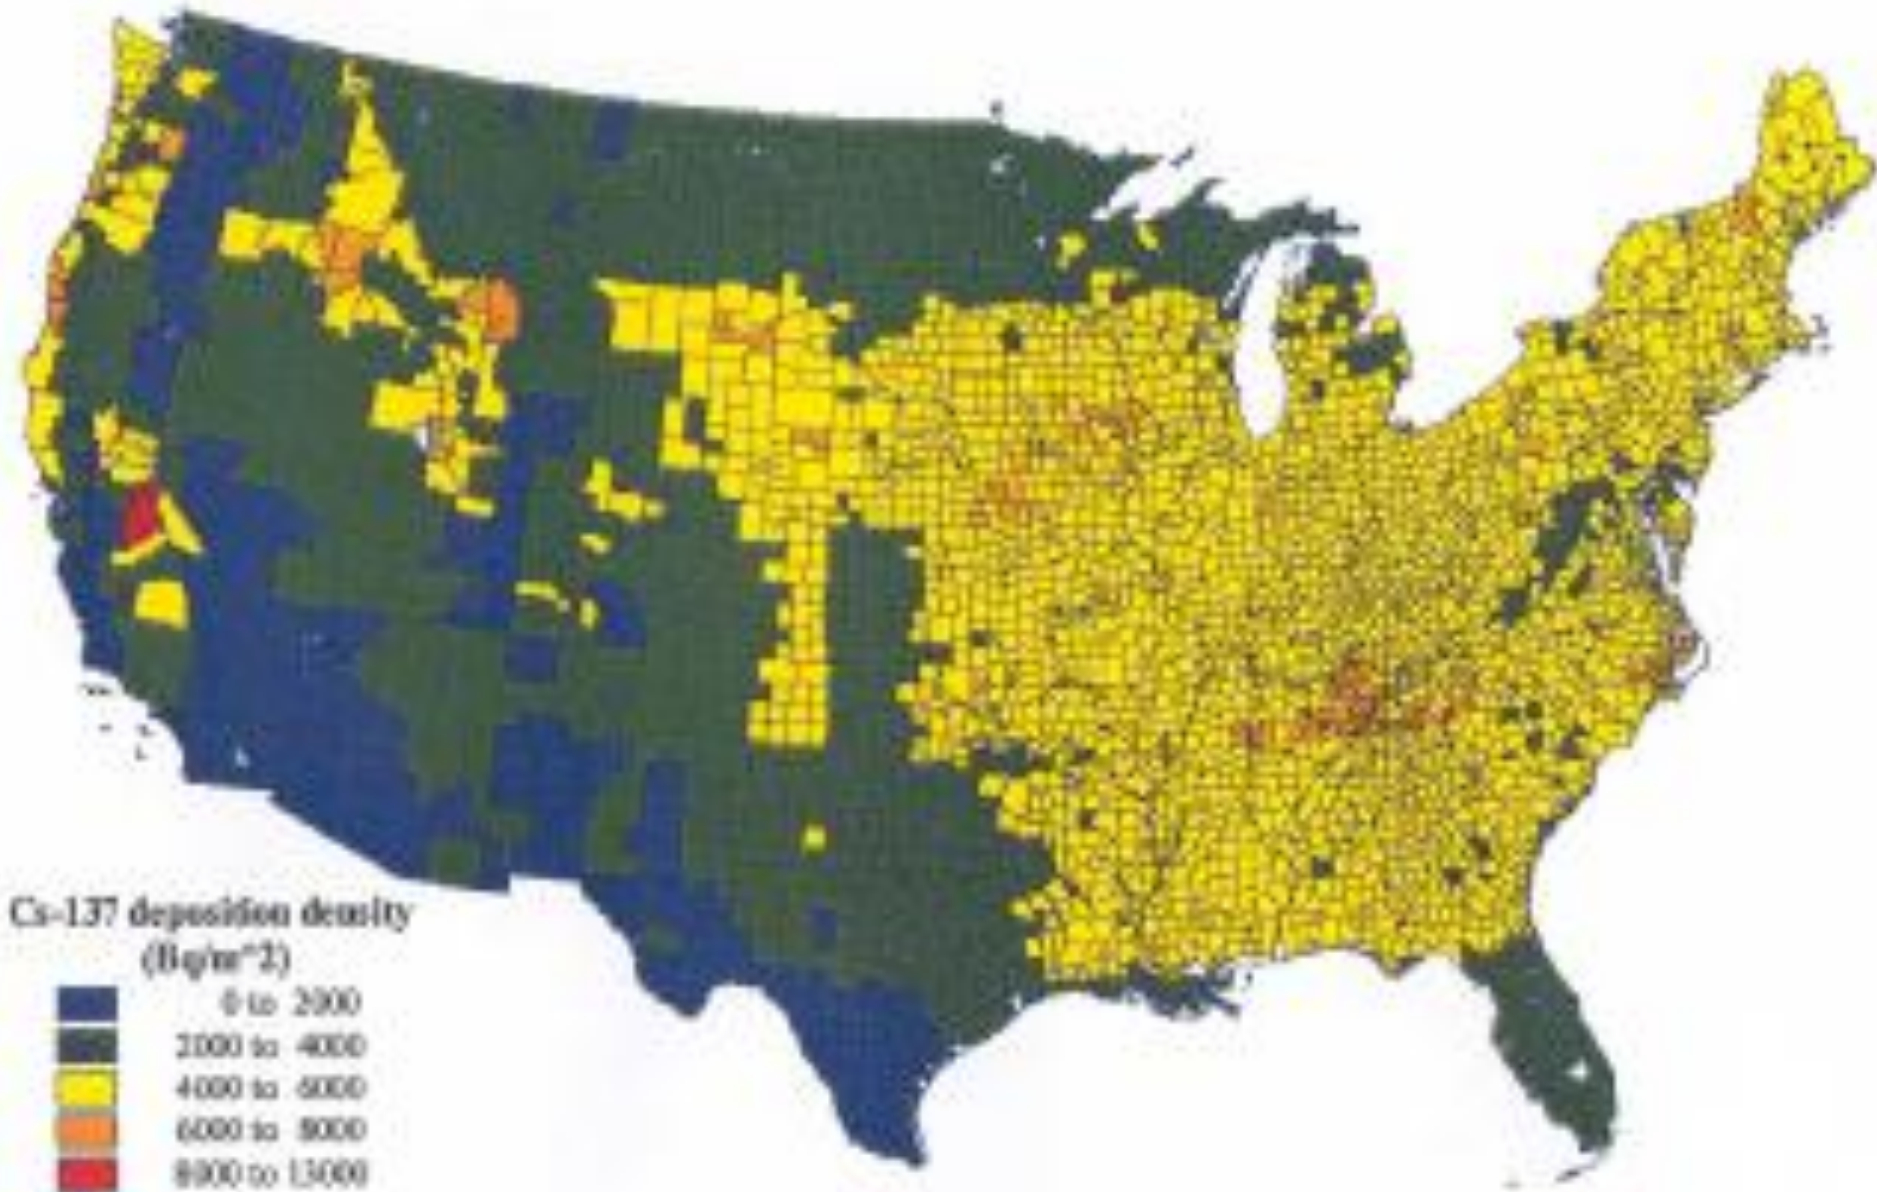 Cs-137 deposition density
(Bq/m^2)
0 to 2000
2000 to 4000
4000 to 6000
6000 to 8000
8000 to 13000